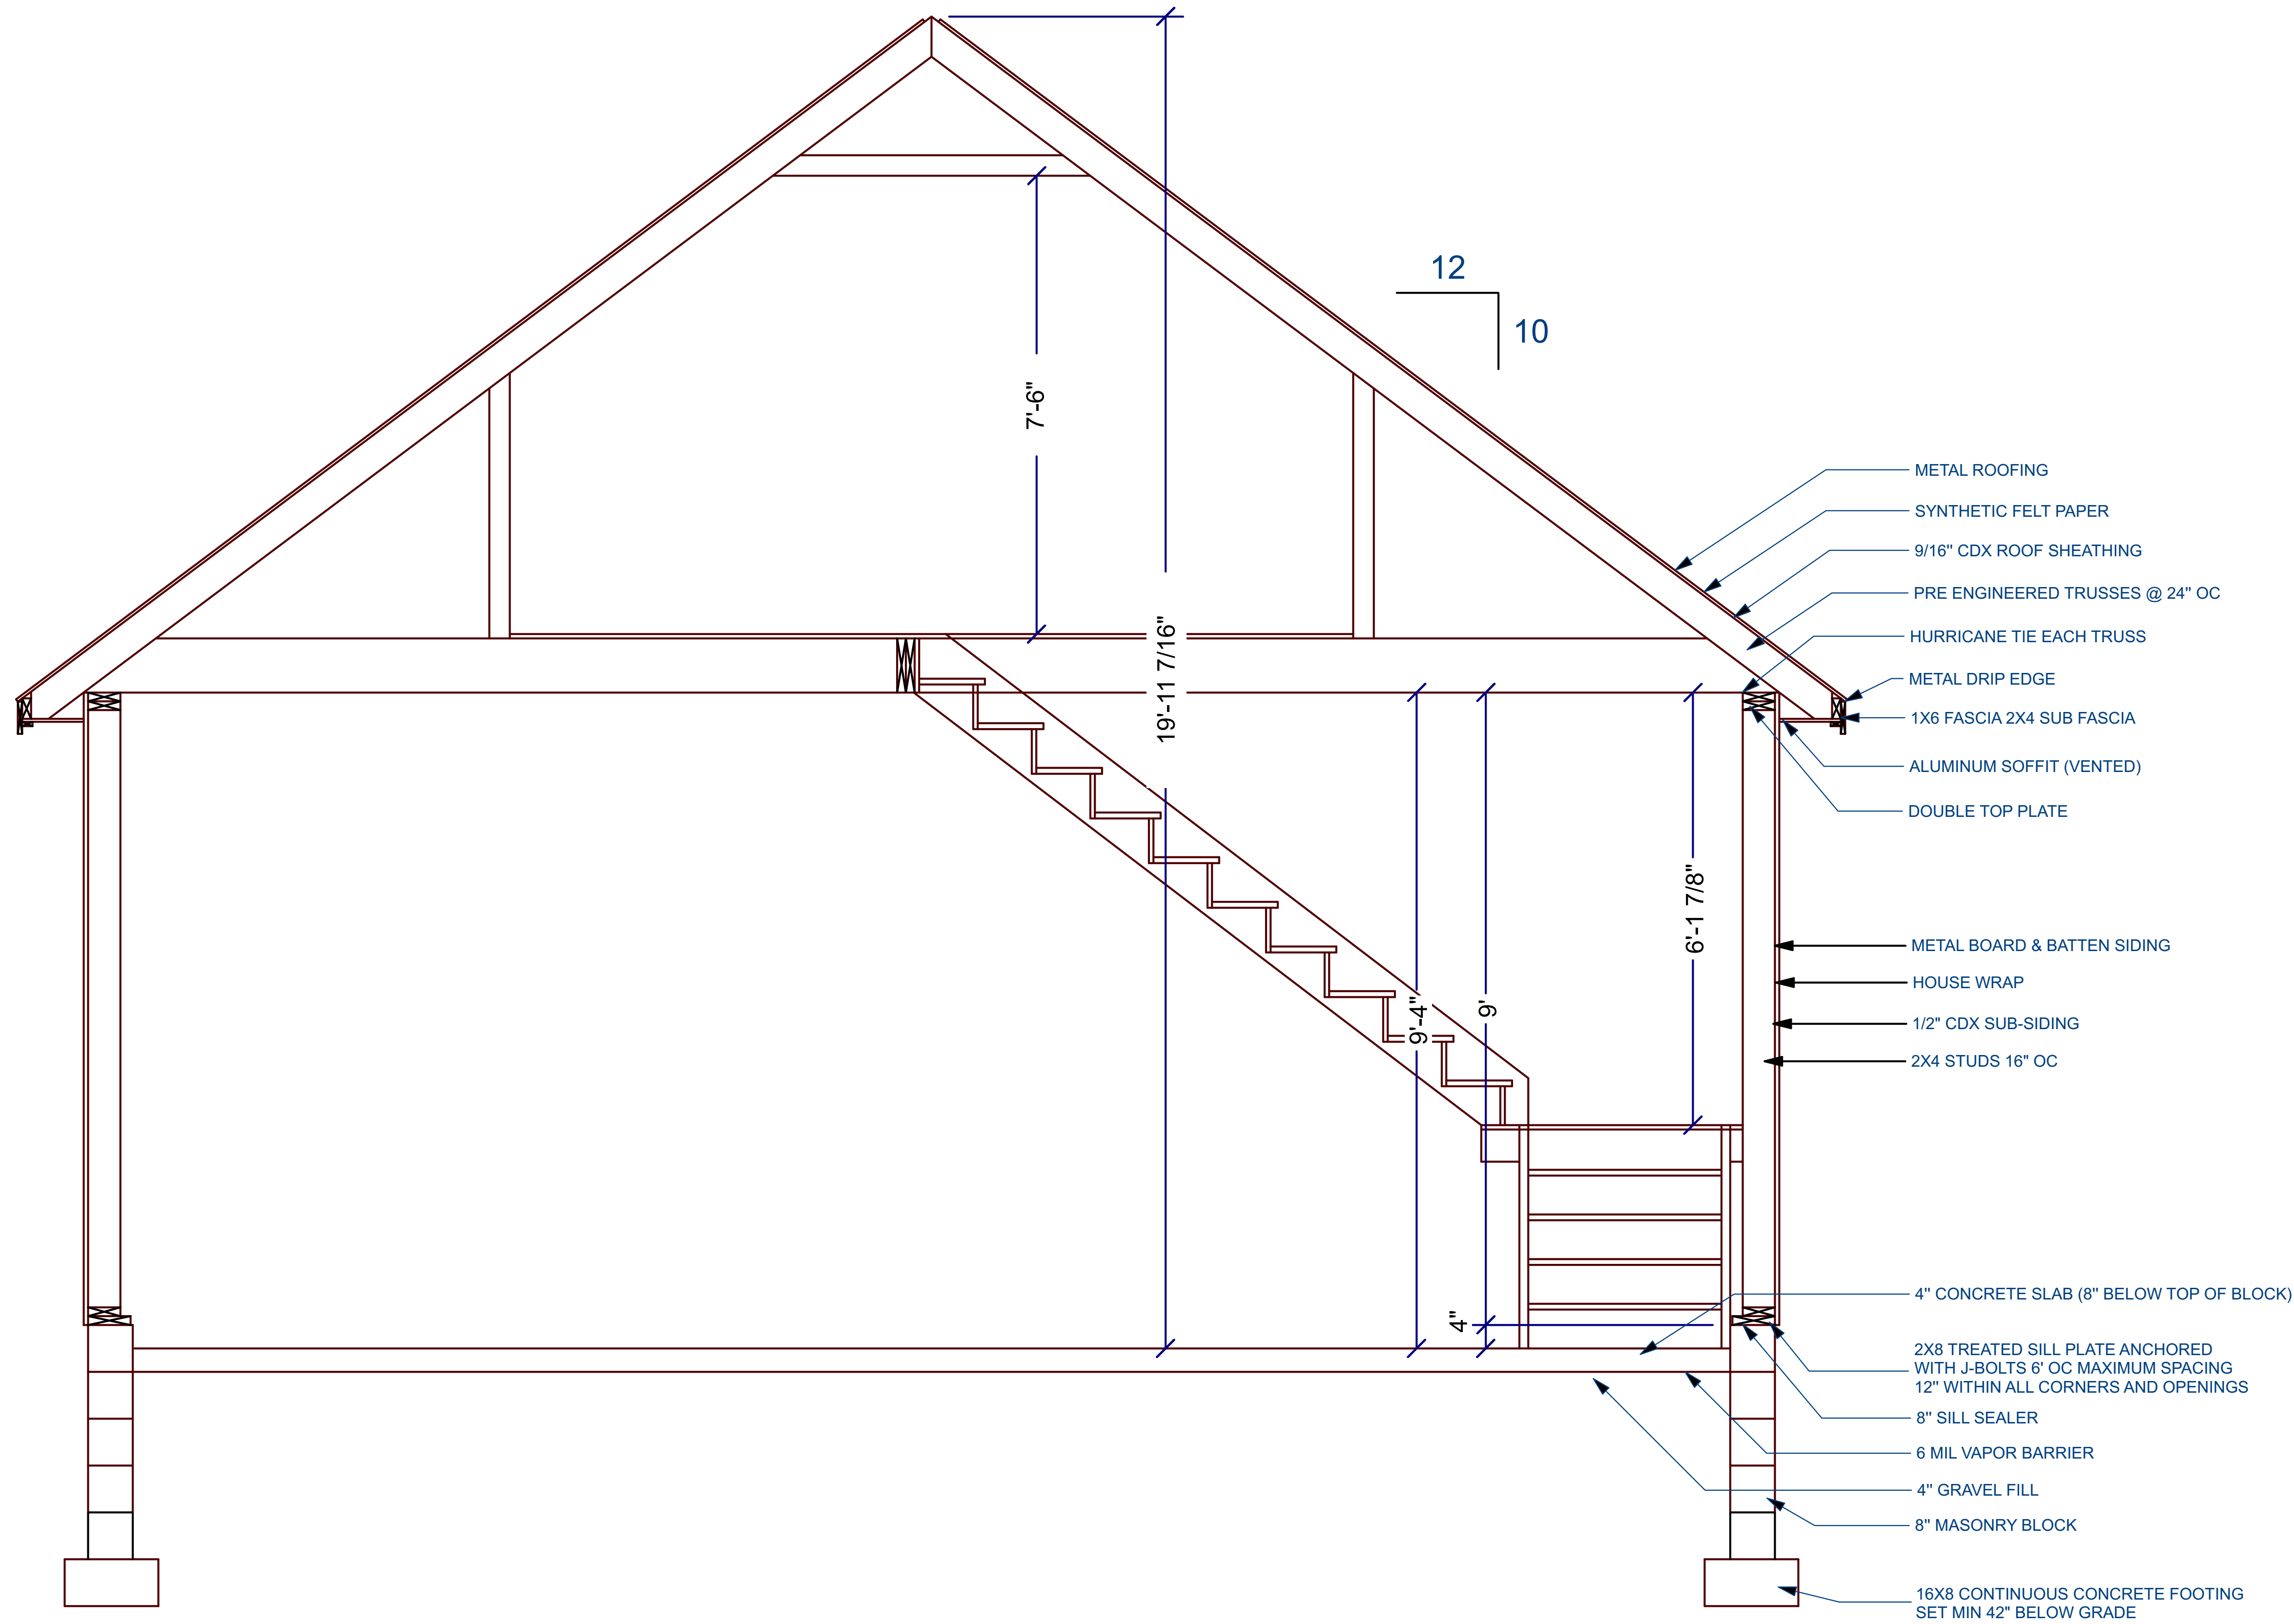 12
10
7'-6"
19'-11 7/16"
METAL ROOFING
SYNTHETIC FELT PAPER
9/16" CDX ROOF SHEATHING
PRE ENGINEERED TRUSSES @ 24" OC
HURRICANE TIE EACH TRUSS
METAL DRIP EDGE
1X6 FASCIA 2X4 SUB FASCIA
ALUMINUM SOFFIT (VENTED)
DOUBLE TOP PLATE
6'-1 7/8"
9'-4"
9'
METAL BOARD & BATTEN SIDING
HOUSE WRAP
1/2" CDX SUB-SIDING
2X4 STUDS 16" OC
4"
4" CONCRETE SLAB (8" BELOW TOP OF BLOCK)
2X8 TREATED SILL PLATE ANCHORED
WITH J-BOLTS 6' OC MAXIMUM SPACING
12" WITHIN ALL CORNERS AND OPENINGS
8" SILL SEALER
6 MIL VAPOR BARRIER
4" GRAVEL FILL
8" MASONRY BLOCK
16X8 CONTINUOUS CONCRETE FOOTING
SET MIN 42" BELOW GRADE